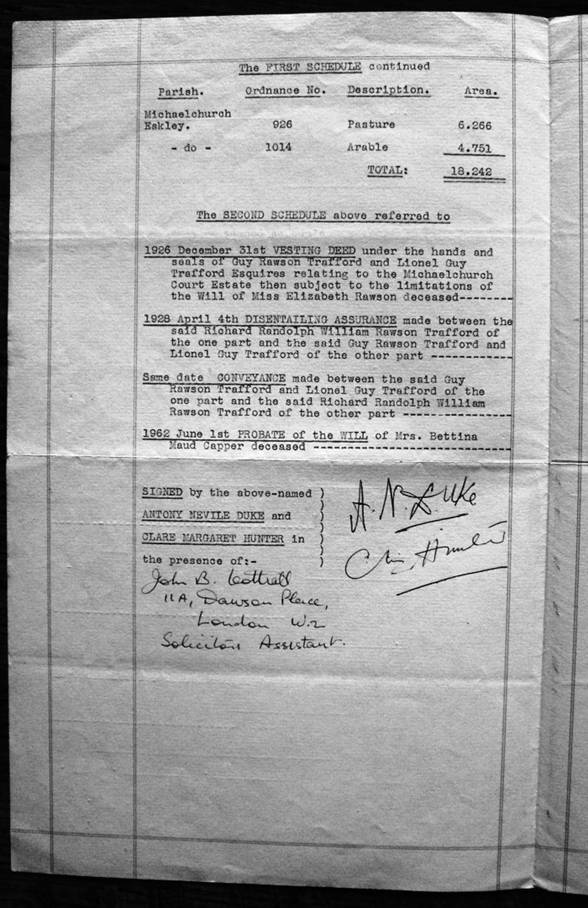 The FIRST SCHEDULE continued
Parish. Ordnance No. Description. Area.
Michaelchurch
Eskley. 926 Pasture 6.266
- do - 1014 Arable 4.751
TOTAL: 18.242
The SECOND SCHEDULE above referred to
1926 December 31st VESTING DEED under the hands and
seals of Guy Rawson Trafford and Lionel Guy
Trafford Esquires relating to the Michaelchurch
Court Estate then subject to the limitations of
the Will of Miss Elizabeth Rawson deceased--------
1928 April 4th DISENTAILING ASSURANCE made between the
said Richard Randolph William Rawson Trafford of
the one part and the said Guy Rawson Trafford and
Lionel Guy Trafford of the other part ------------
Same date CONVEYANCE made between the said Guy
Rawson Trafford and Lionel Guy Trafford of the
one part and the said Richard Randolph William
Rawson Trafford of the other part ----------------
1962 June 1st PROBATE of the WILL of Mrs. Bettina
Maud Capper deceased -------------------------
SIGNED by the above-named )
ANTONY NEVILE DUKE and
CLARE MARGARET HUNTER in
the presence of:- )
A. N. Duke
Hunter
John B.
11A, Dawson Place,
London W.2
Solicitors Assistant.